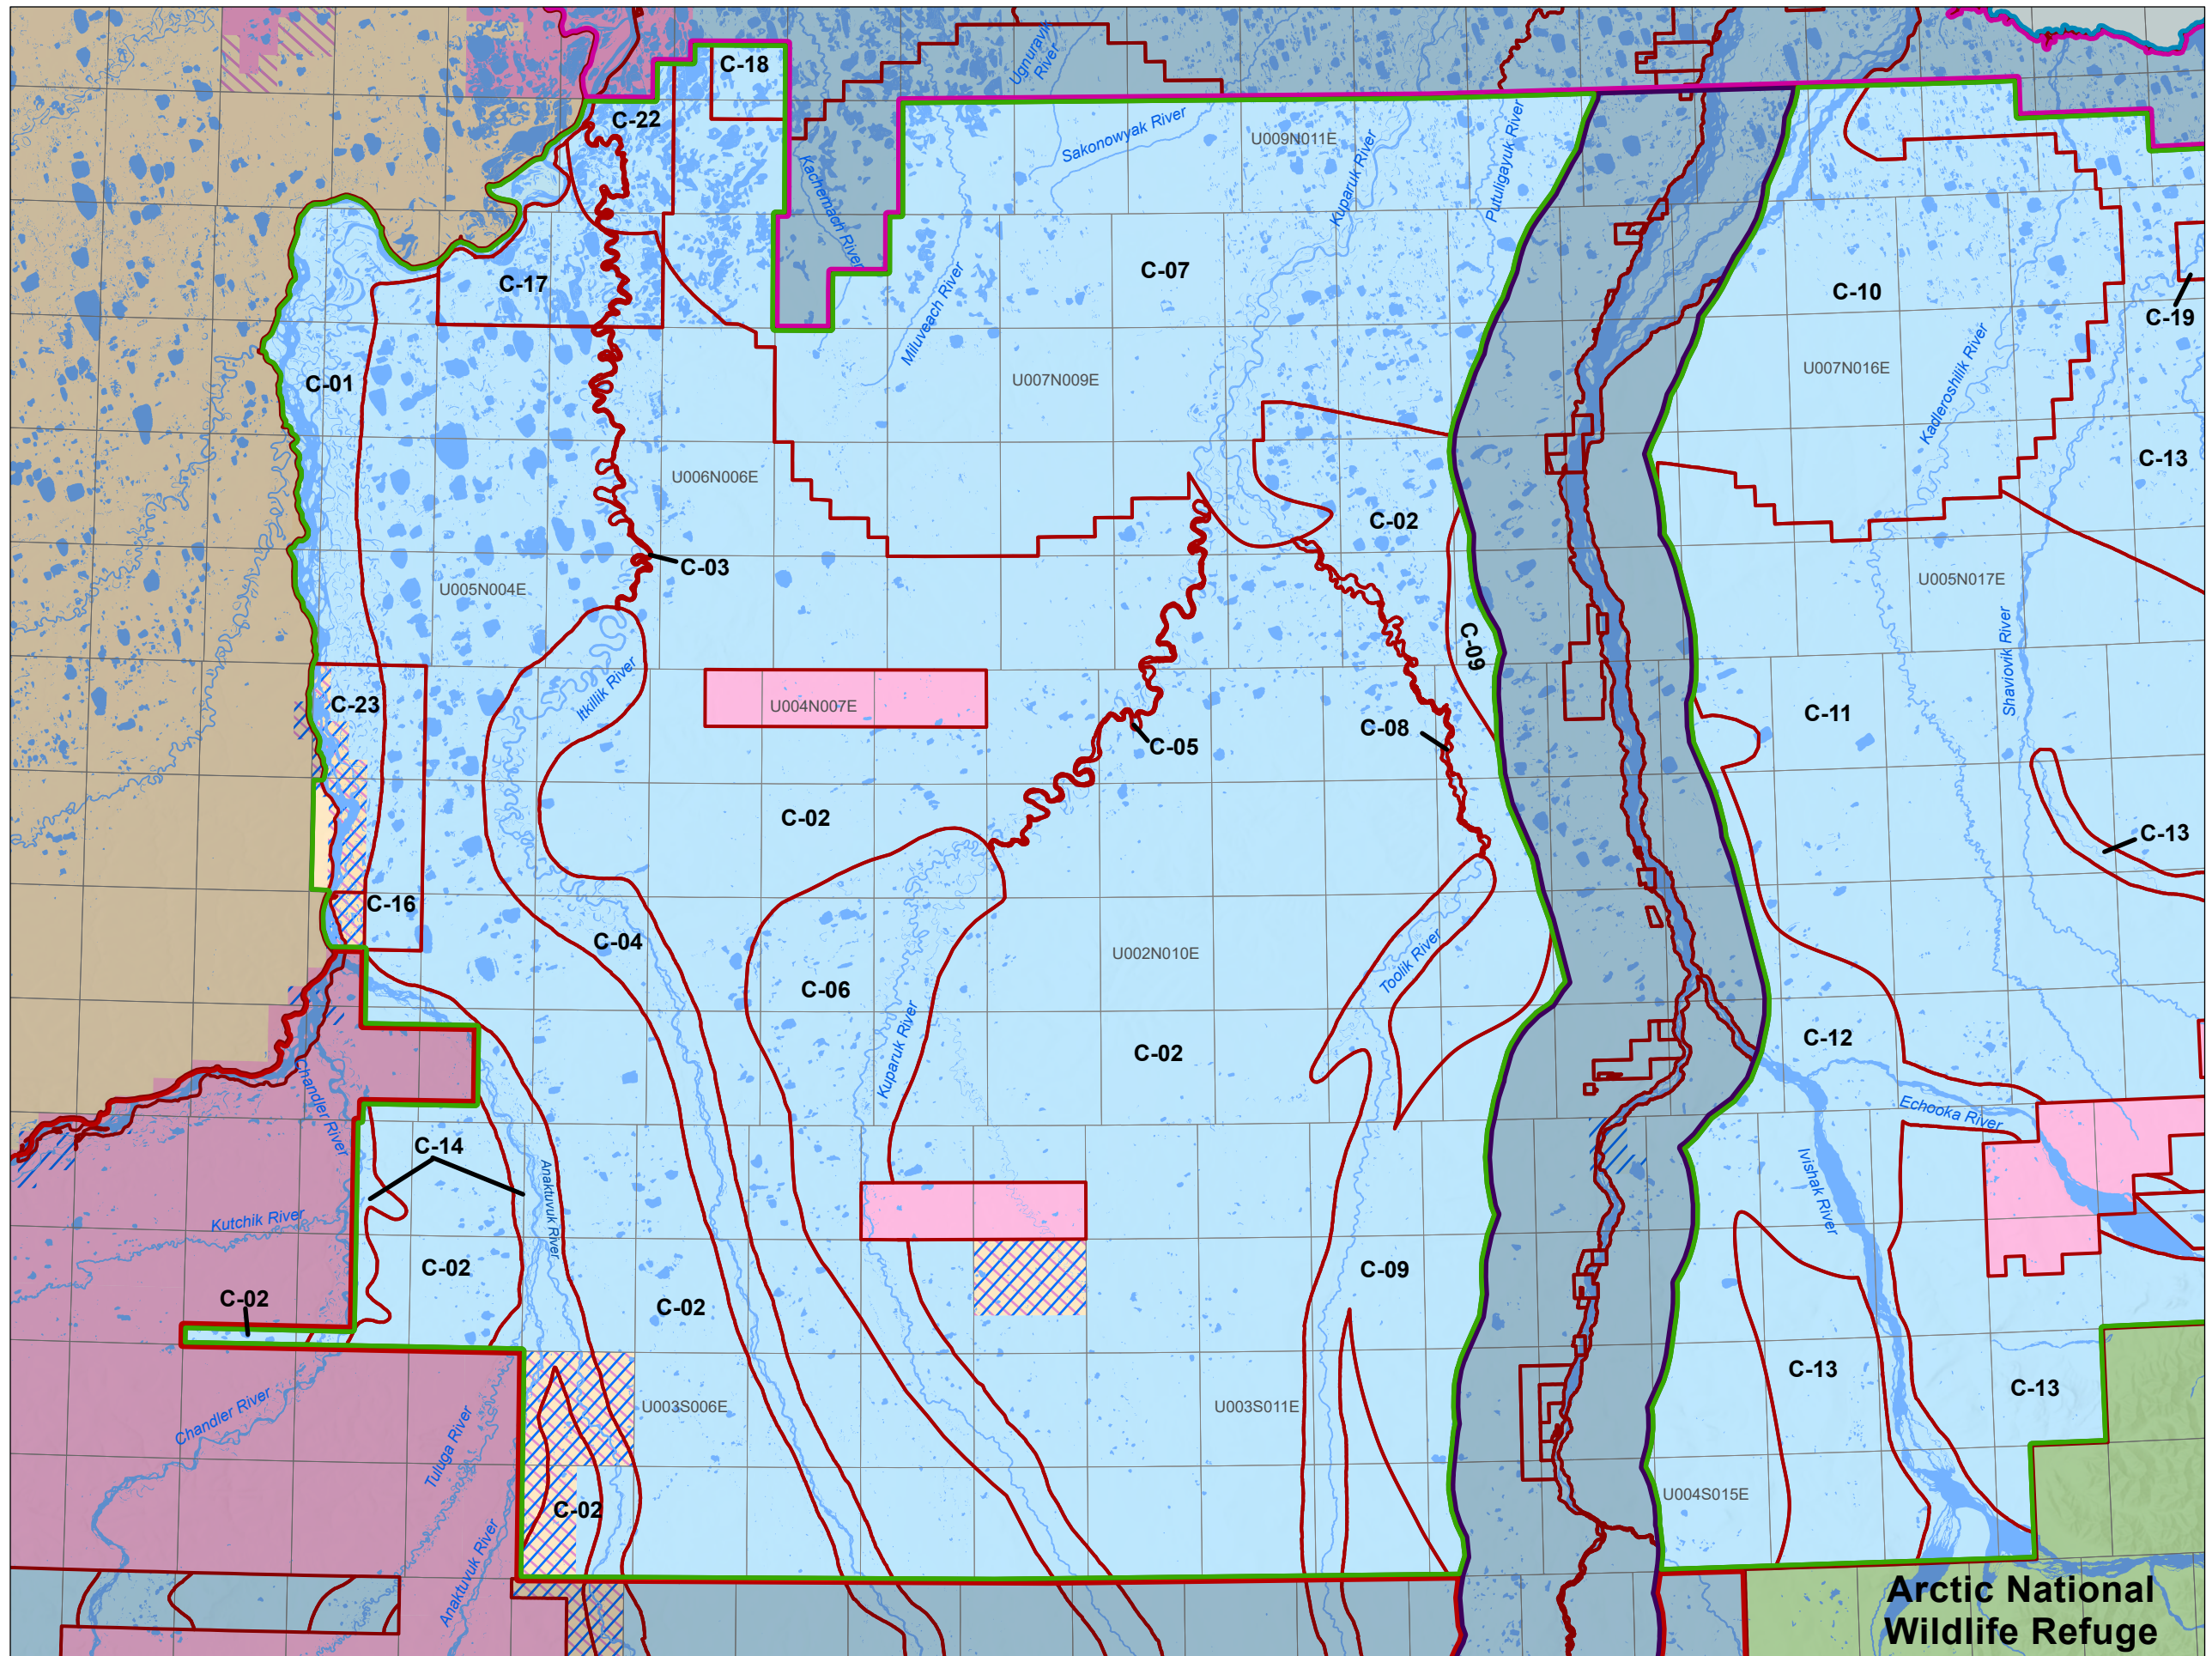 Ugnuravik
River
C-18
C-22
Sakonowyak River
U009N011E
Kuparuk River
Putuligayuk River
Kachemach River
C-17
C-07
C-10
C-19
Miluveach River
C-01
U007N009E
U007N016E
Kadleroshilik River
U006N006E
C-13
C-02
C-03
U005N004E
U005N017E
C-09
Shaviovik River
Itkillik River
C-23
U004N007E
C-05
C-08
C-11
C-02
C-13
C-16
C-04
U002N010E
Toolik River
C-06
Kuparuk River
C-02
C-12
Chandler River
Echooka River
C-14
Anaktuvuk River
Ivishak River
Kutchik River
C-02
C-09
C-02
C-02
C-13
C-13
Chandler River
U003S006E
U003S011E
Tuluga River
U004S015E
C-02
Anaktuvuk River
Arctic National
Wildlife Refuge